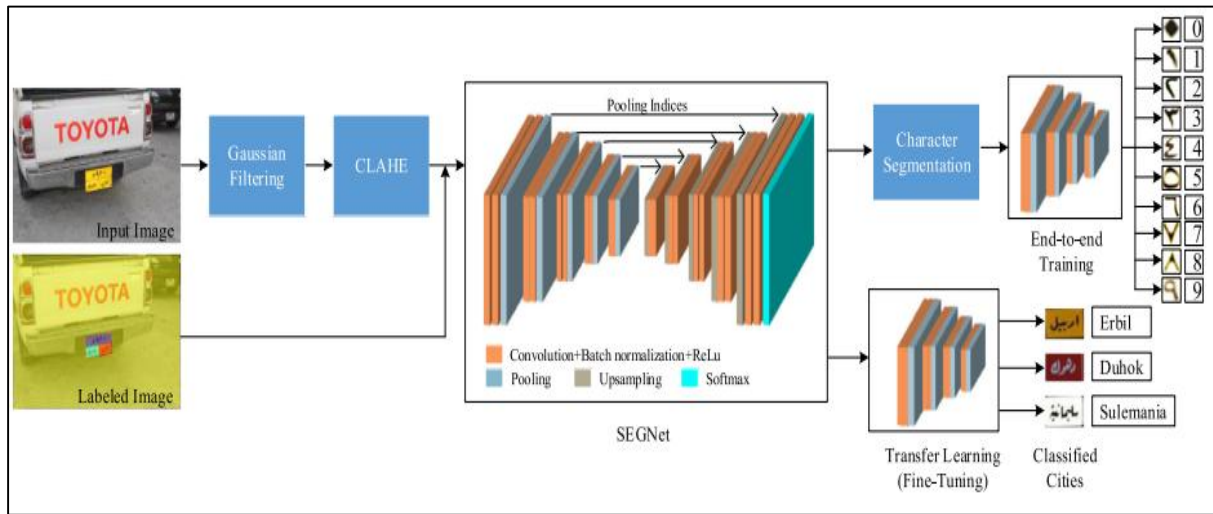 TOYOTA
Input Image
TOYOTA
Labeled Image
Gaussian
Filtering
CLAHE
Pooling Indices
Convolution+Batch normalization+ReLu
Pooling
Upsampling
Softmax
SEGNet
Character
Segmentation
End-to-end
Training
0
١ 1
٢ 2
٣ 3
٤ 4
٥ 5
٦ 6
٧ 7
٨ 8
٩ 9
Transfer Learning
(Fine-Tuning)
اربيل Erbil
Duhok
سليمانية Sulemania
Classified
Cities